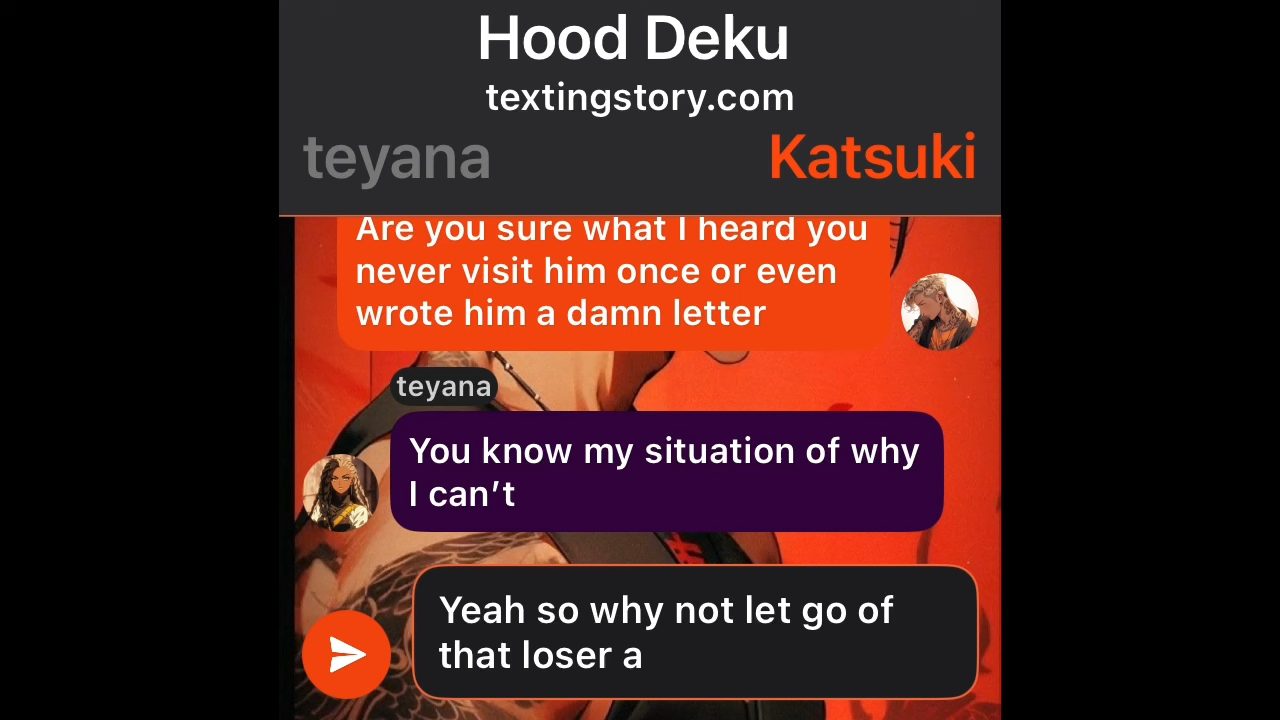 Hood Deku
textingstory.com
teyana
Katsuki
Are you sure what I heard you
never visit him once or even
wrote him a damn letter
teyana
You know my situation of why
I can’t
Yeah so why not let go of
that loser a